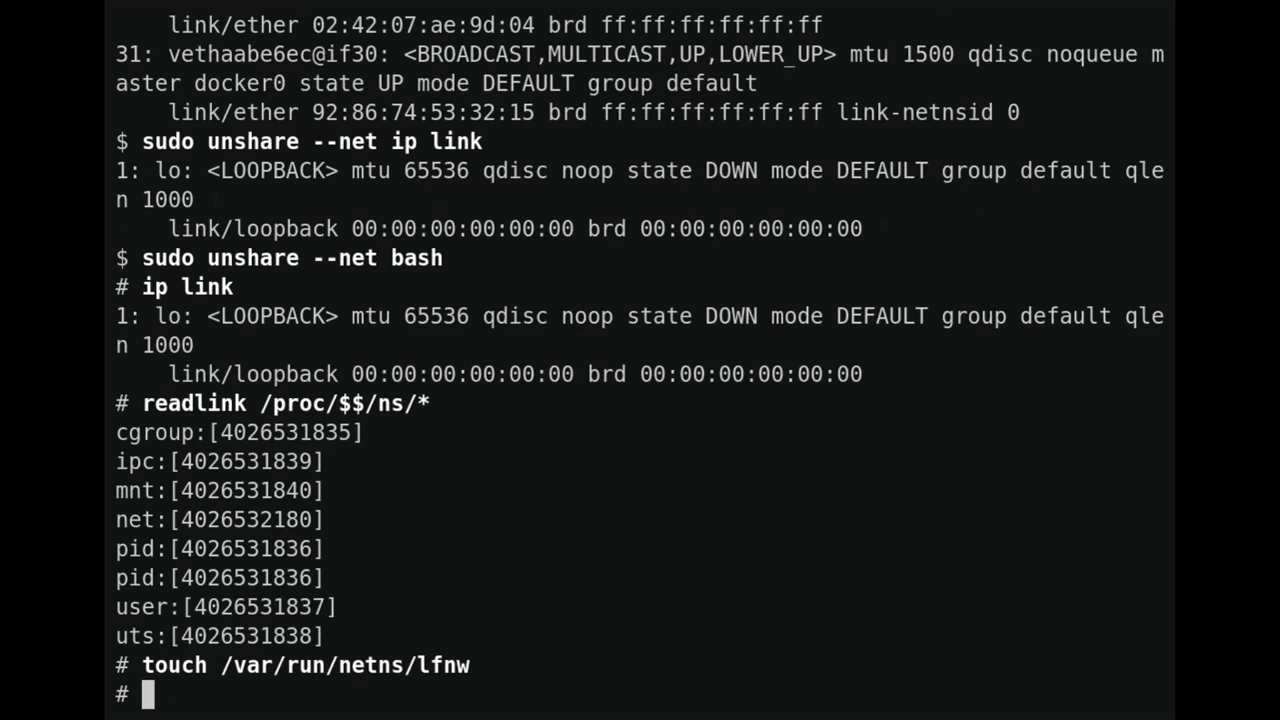 link/ether 02:42:07:ae:9d:04 brd ff:ff:ff:ff:ff:ff
31: vethaabe6ec@if30: <BROADCAST,MULTICAST,UP,LOWER_UP> mtu 1500 qdisc noqueue m
aster docker0 state UP mode DEFAULT group default
link/ether 92:86:74:53:32:15 brd ff:ff:ff:ff:ff:ff link-netnsid 0
$ sudo unshare --net ip link
1: lo: <LOOPBACK> mtu 65536 qdisc noop state DOWN mode DEFAULT group default qle
n 1000
link/loopback 00:00:00:00:00:00 brd 00:00:00:00:00:00
$ sudo unshare --net bash
# ip link
1: lo: <LOOPBACK> mtu 65536 qdisc noop state DOWN mode DEFAULT group default qle
n 1000
link/loopback 00:00:00:00:00:00 brd 00:00:00:00:00:00
# readlink /proc/$$/ns/*
cgroup:[4026531835]
ipc:[4026531839]
mnt:[4026531840]
net:[4026532180]
pid:[4026531836]
pid:[4026531836]
user:[4026531837]
uts:[4026531838]
# touch /var/run/netns/lfnw
#